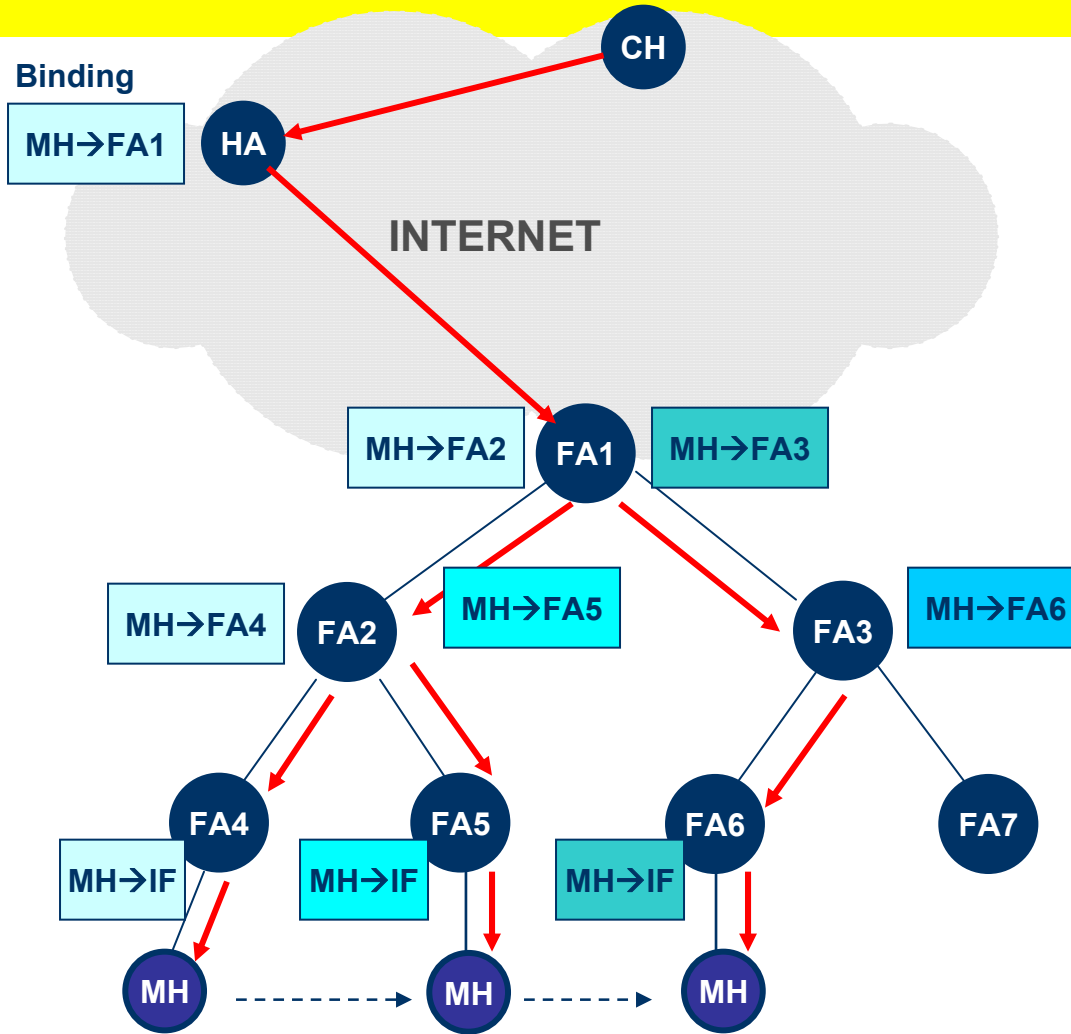 CH
Binding
MH→FA1
HA
INTERNET
MH→FA2
FA1
MH→FA3
MH→FA4
FA2
MH→FA5
FA3
MH→FA6
FA4
FA5
FA6
FA7
MH→IF
MH→IF
MH→IF
MH
MH
MH